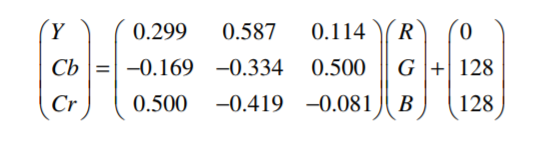 Y 0.299 0.587 0.114 R 0
Cb = −0.169 −0.334 0.500 G + 128
Cr 0.500 −0.419 −0.081 B 128